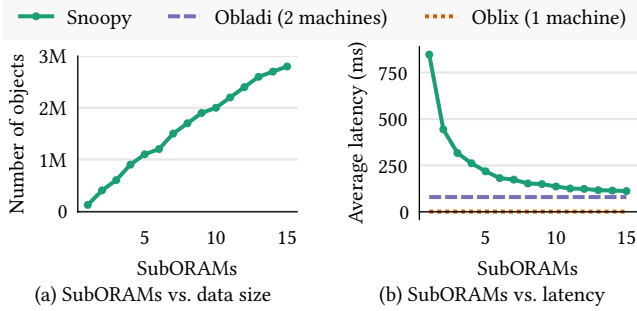 Snoopy Obladi (2 machines) Oblix (1 machine)
Number of objects
3M
2M
1M
0
5 10 15
SubORAMs
(a) SubORAMs vs. data size
Average latency (ms)
750
500
250
0
5 10 15
SubORAMs
(b) SubORAMs vs. latency